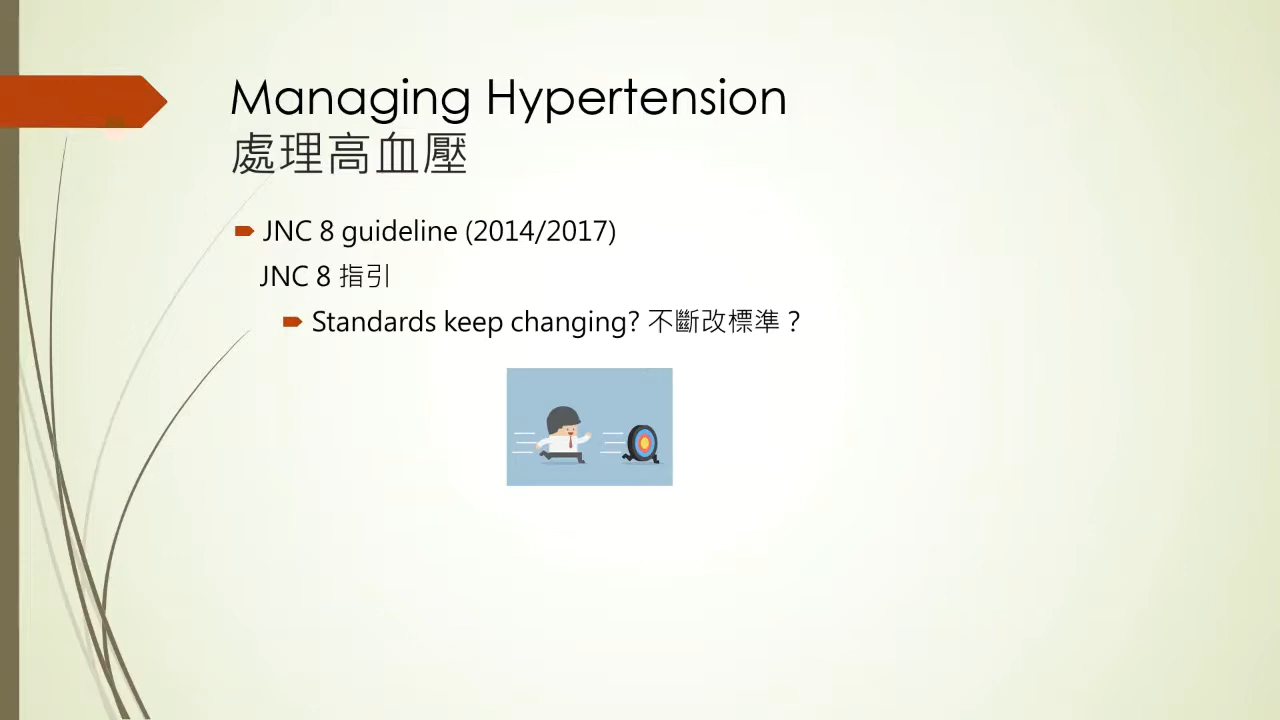 Managing Hypertension
處理高血壓
JNC 8 guideline (2014/2017)
JNC 8 指引
Standards keep changing? 不斷改標準？